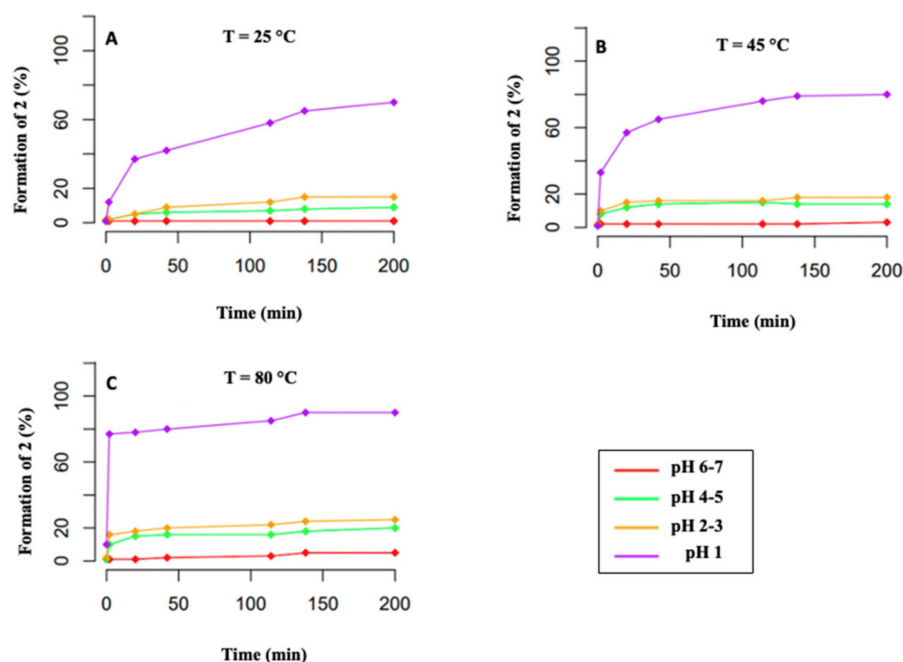 A
T = 25 °C
Formation of 2 (%)
100
60
20
0
0 50 100 150 200
Time (min)
B
T = 45 °C
Formation of 2 (%)
100
60
20
0
0 50 100 150 200
Time (min)
C
T = 80 °C
Formation of 2 (%)
100
60
20
0
0 50 100 150 200
Time (min)
pH 6-7
pH 4-5
pH 2-3
pH 1